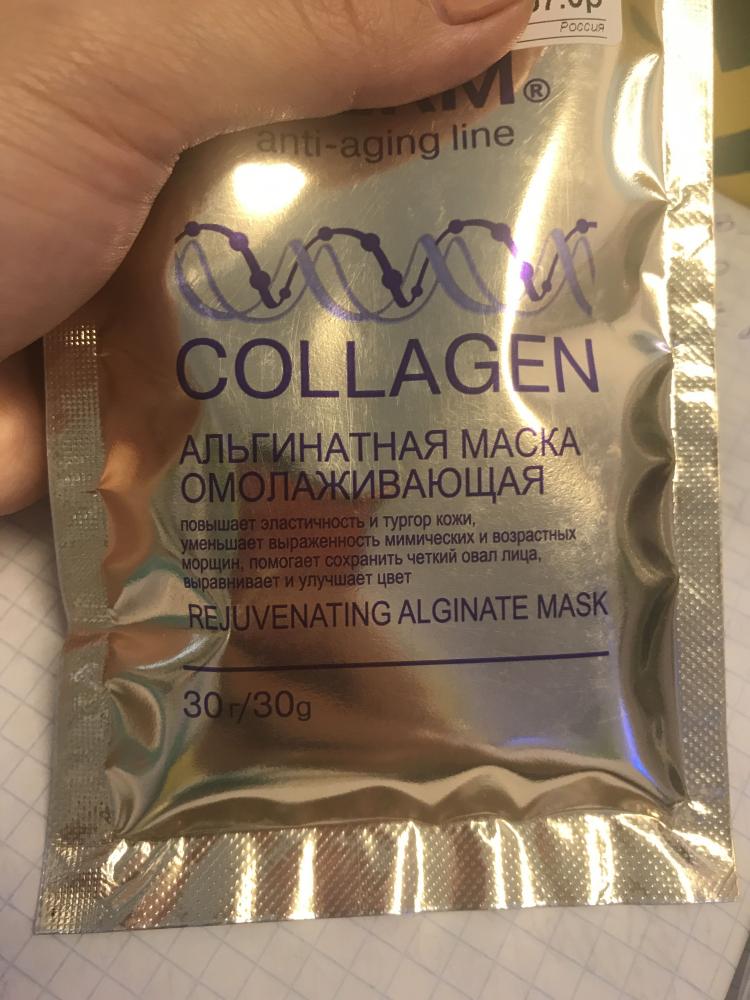 Россия
anti-aging line
COLLAGEN
АЛЬГИНАТНАЯ МАСКА
ОМОЛАЖИВАЮЩАЯ
повышает эластичность и тургор кожи,
уменьшает выраженность мимических и возрастных
морщин, помогает сохранить четкий овал лица,
выравнивает и улучшает цвет
REJUVENATING ALGINATE MASK
30 г/30g